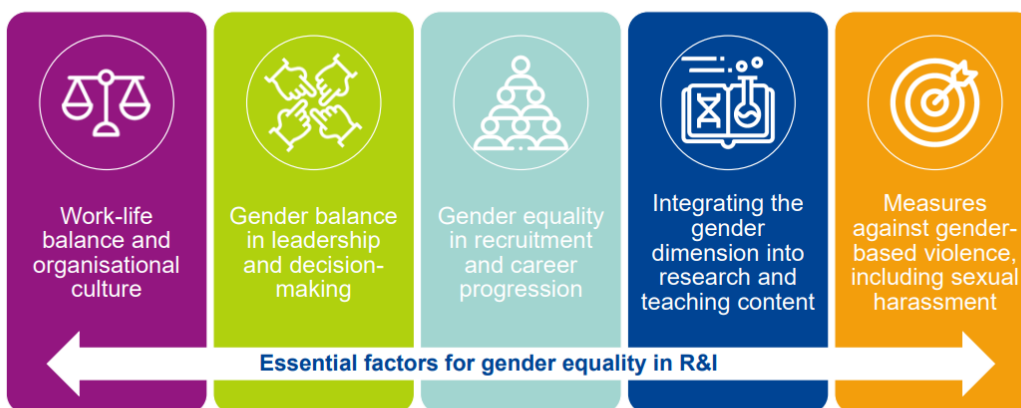 Work-life
balance and
organisational
culture
Gender balance
in leadership
and decision-
making
Gender equality
in recruitment
and career
progression
Integrating the
gender
dimension into
research and
teaching content
Measures
against gender-
based violence,
including sexual
harassment
Essential factors for gender equality in R&I